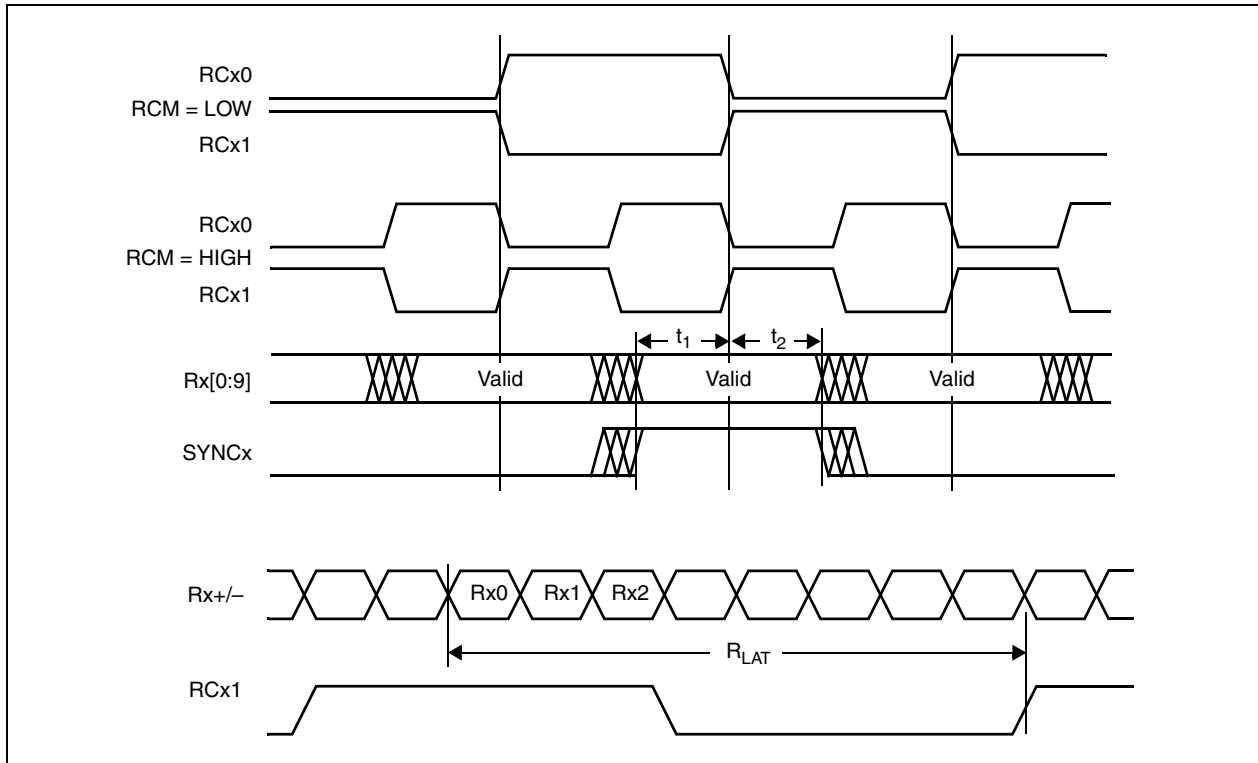 RCx0
RCM = LOW
RCx1
RCx0
RCM = HIGH
RCx1
t1 t2
Rx[0:9] Valid Valid Valid
SYNCx
Rx+/– Rx0 Rx1 Rx2
RLAT
RCx1